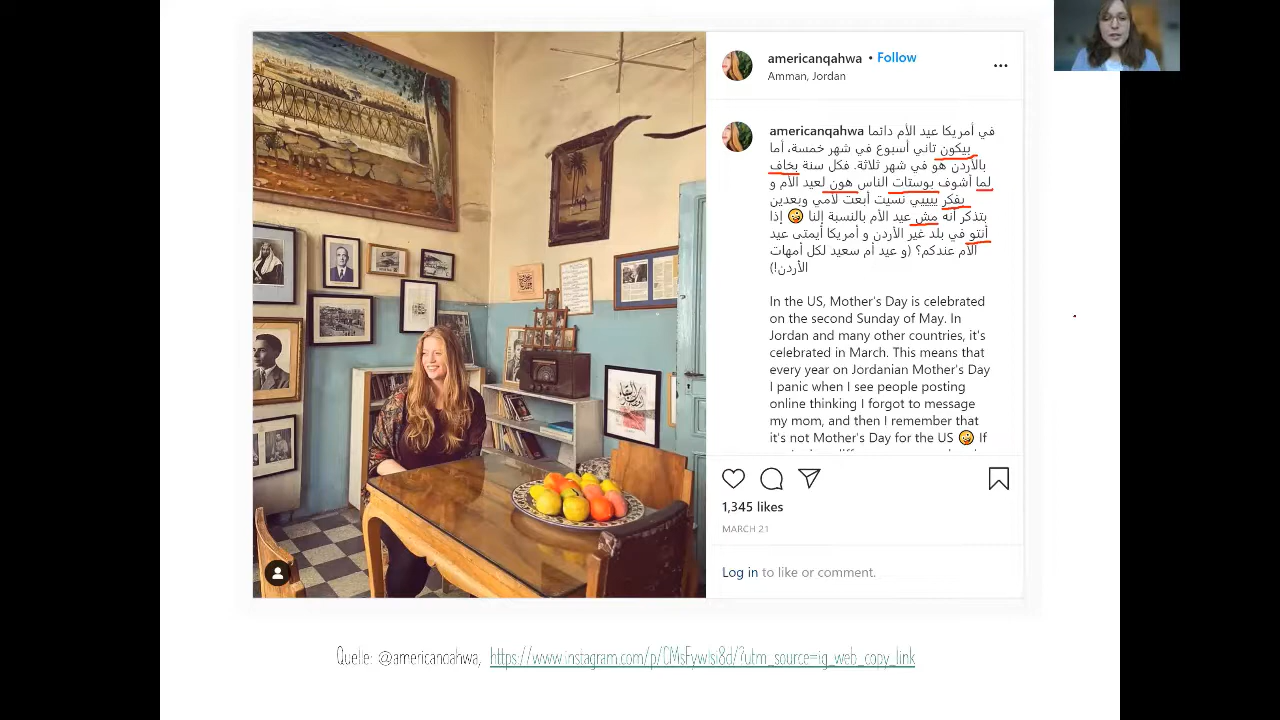 americanqahwa • Follow
Amman, Jordan
americanqahwa في أمريكا عيد الأم دائما
بيكون تاني أسبوع في شهر خمسة، أما
بالأردن هو في شهر ثلاثة. فكل سنة بخاف
لما أشوف بوستات الناس هون لعيد الأم و
بفكر ييييي نسيت أبعت لأمي وبعدين
بتذكر أنه مش عيد الأم بالنسبة إلنا 🤪 إذا
أنتو في بلد غير الأردن و أمريكا أيمتى عيد
الأم عندكم؟ (و عيد أم سعيد لكل أمهات
الأردن!)
In the US, Mother's Day is celebrated
on the second Sunday of May. In
Jordan and many other countries, it's
celebrated in March. This means that
every year on Jordanian Mother's Day
I panic when I see people posting
online thinking I forgot to message
my mom, and then I remember that
it's not Mother's Day for the US 🤪 If
1,345 likes
MARCH 21
Log in to like or comment.
Quelle: @americanqahwa, https://www.instagram.com/p/CMsFywlsi8d/?utm_source=ig_web_copy_link